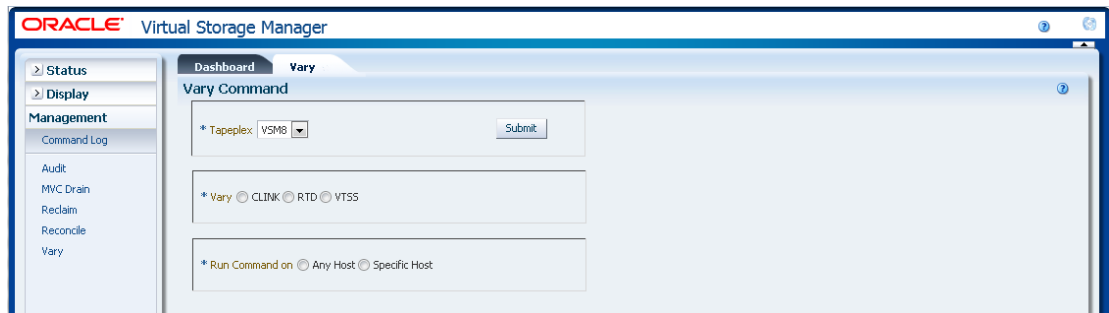 ORACLE Virtual Storage Manager
Dashboard Vary
Vary Command
Status
Display
Management
Command Log
Audit
MVC Drain
Reclaim
Reconcile
Vary
* Tapeplex VSM8 Submit
* Vary CLINK RTD VTSS
* Run Command on Any Host Specific Host